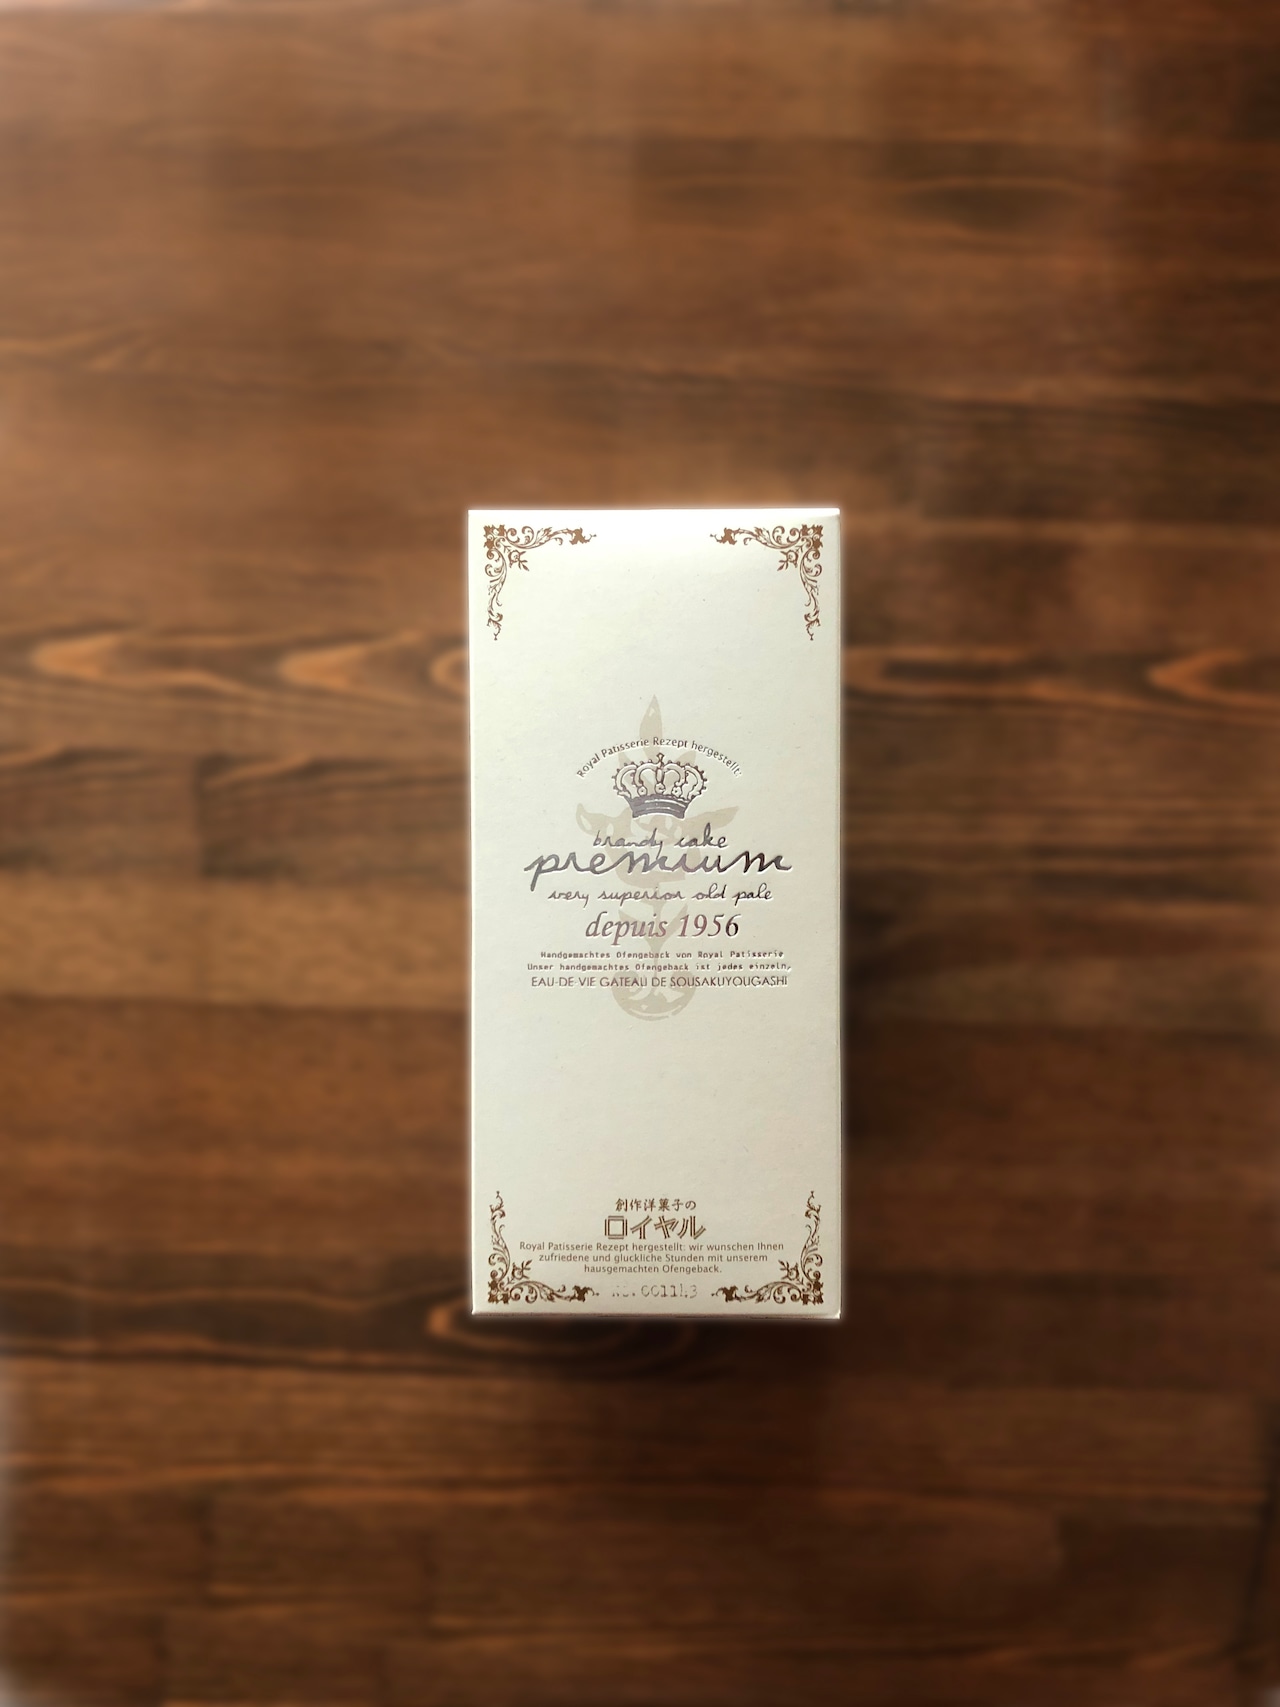 Royal Patisserie Rezept hergestellt:
brandy cake
premium
very superior old pale
depuis 1956
Handgemachtes Ofengeback von Royal Patisserie
Unser handgemachtes Ofengeback ist jedes einzeln,
EAU-DE-VIE GATEAU DE SOUSAKUYOUGASHI
創作洋菓子の
ロイヤル
Royal Patisserie Rezept hergestellt: wir wunschen Ihnen
zufriedene und gluckliche Stunden mit unserem
hausgemachten Ofengeback.